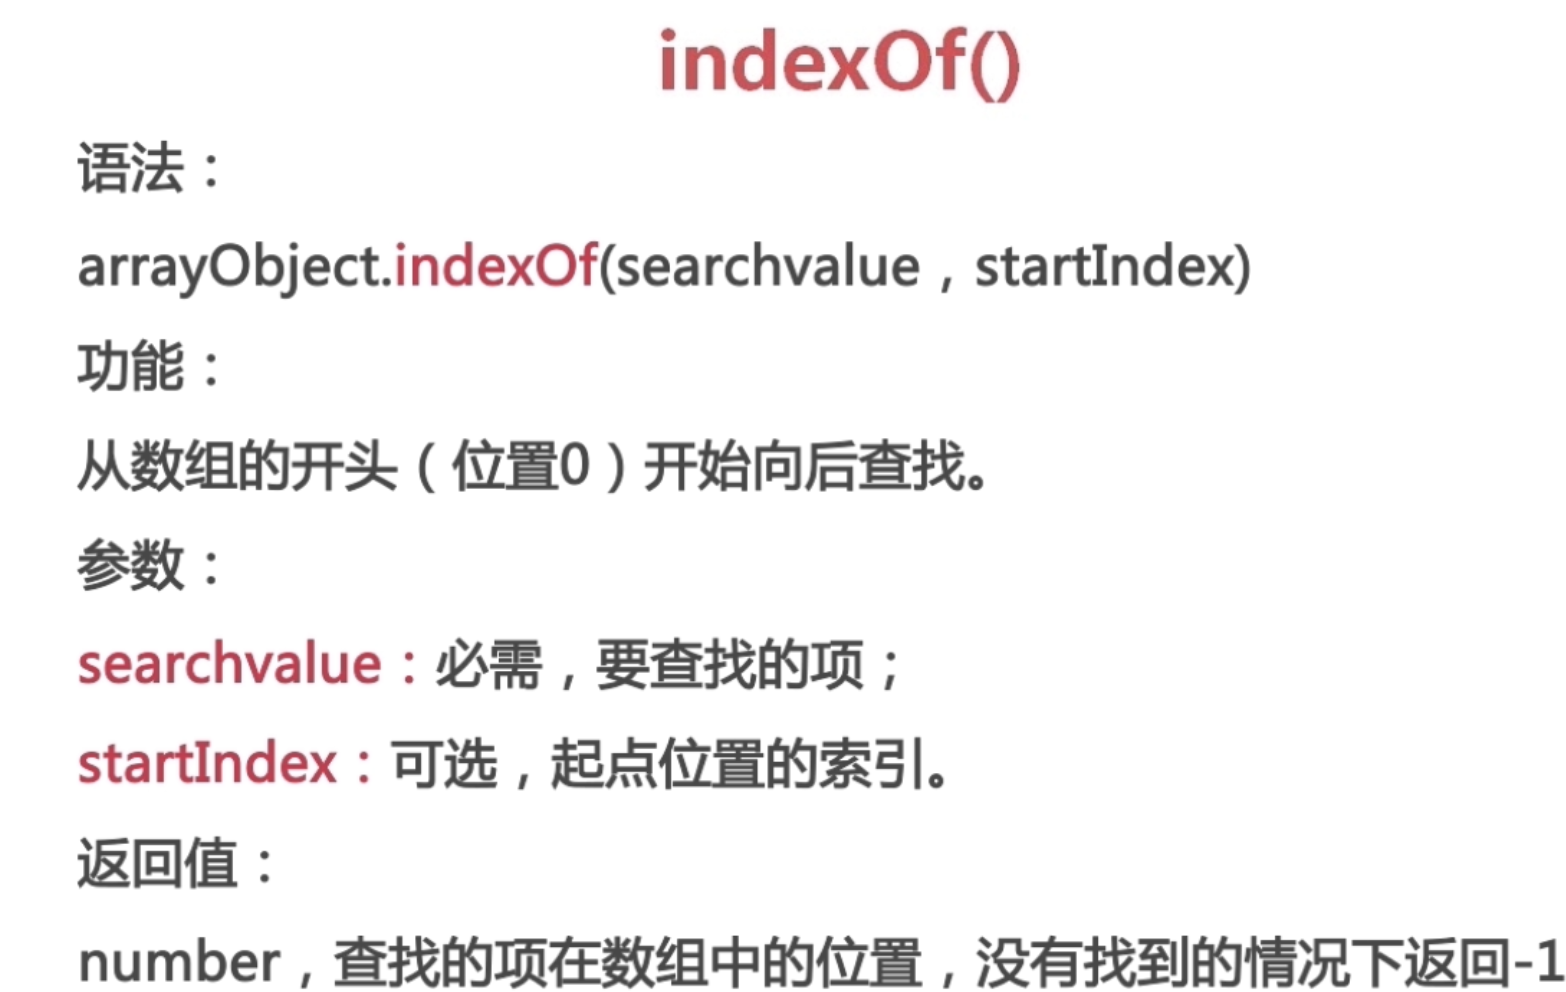 indexOf()
语法：
arrayObject.indexOf(searchvalue，startIndex)
功能：
从数组的开头（位置0）开始向后查找。
参数：
searchvalue：必需，要查找的项；
startIndex：可选，起点位置的索引。
返回值：
number，查找的项在数组中的位置，没有找到的情况下返回-1